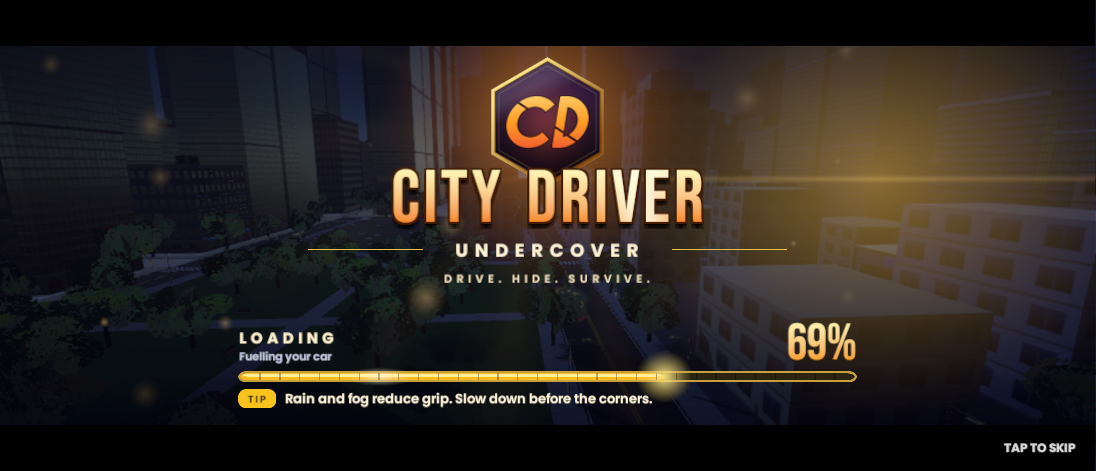 CD
CITY DRIVER
UNDERCOVER
DRIVE. HIDE. SURVIVE.
LOADING
69%
Fuelling your car
TIP Rain and fog reduce grip. Slow down before the corners.
TAP TO SKIP